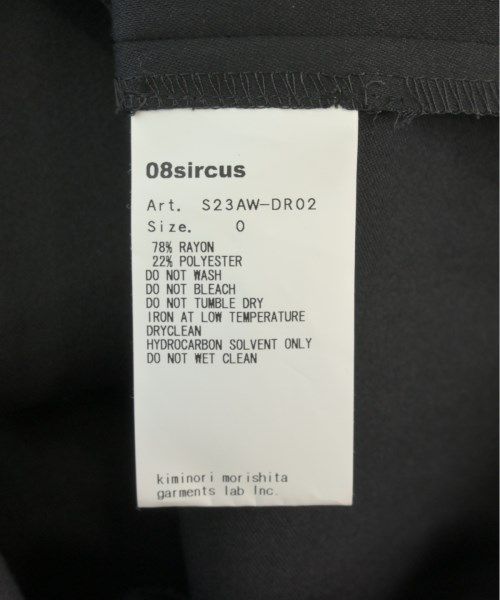 08sircus
Art. S23AW-DR02
Size. 0
78% RAYON
22% POLYESTER
DO NOT WASH
DO NOT BLEACH
DO NOT TUMBLE DRY
IRON AT LOW TEMPERATURE
DRYCLEAN
HYDROCARBON SOLVENT ONLY
DO NOT WET CLEAN
kiminori morishita
garments lab Inc.